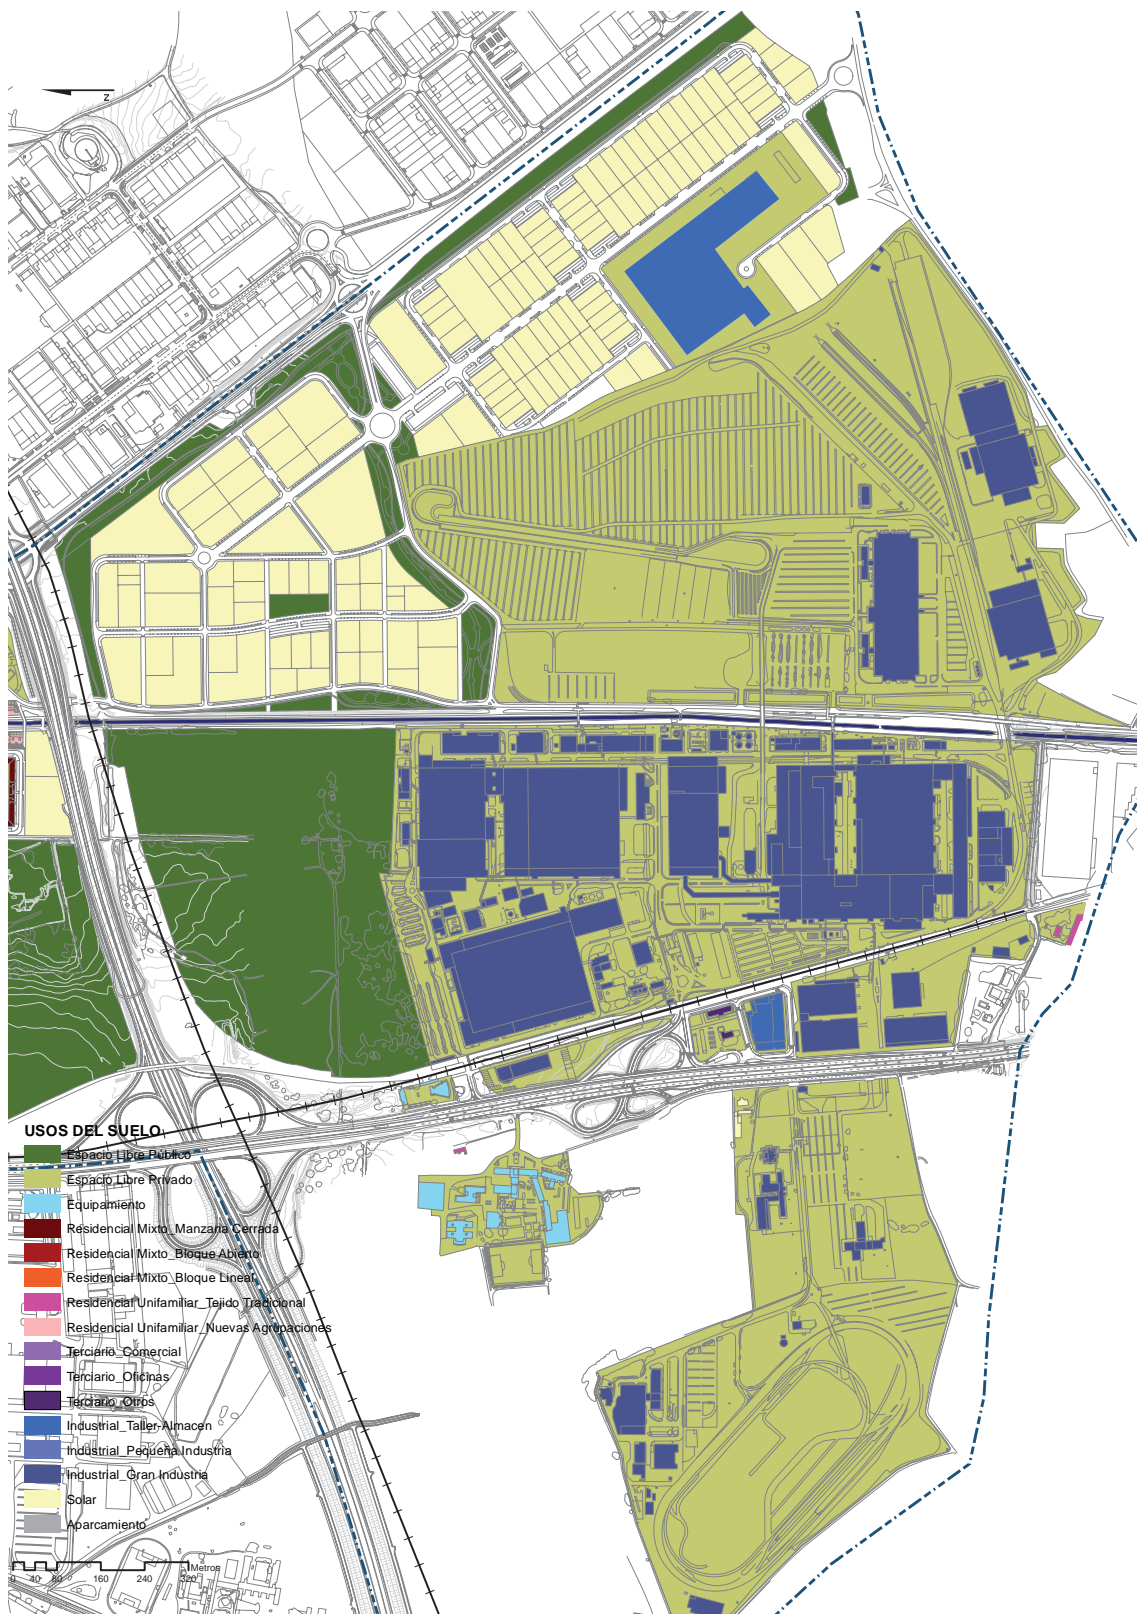 z
USOS DEL SUELO
Espacio Libre Público
Espacio Libre Privado
Equipamiento
Residencial Mixto_Manzana Cerrada
Residencial Mixto_Bloque Abierto
Residencial Mixto_Bloque Lineal
Residencial Unifamiliar_Tejido Tradicional
Residencial Unifamiliar_Nuevas Agrupaciones
Terciario_Comercial
Terciario_Oficinas
Terciario_Otros
Industrial_Taller-Almacen
Industrial_Pequeña Industria
Industrial_Gran Industria
Solar
Aparcamiento
Metros
0 40 80 160 240 320